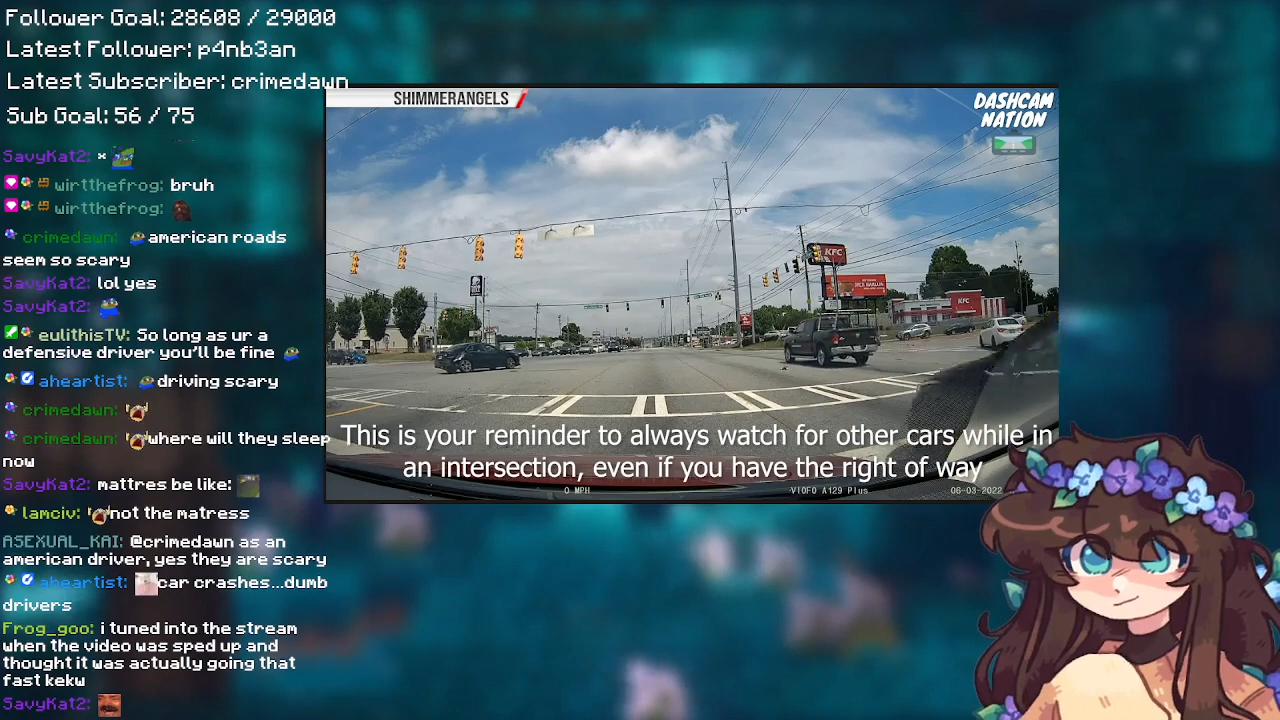 Follower Goal: 28608 / 29000
Latest Follower: p4nb3an
Latest Subscriber: crimedawn
Sub Goal: 56 / 75
SavyKat2: ×
wirtthefrog: bruh
wirtthefrog:
crimedawn: american roads
seem so scary
SavyKat2: lol yes
SavyKat2:
eulithisTV: So long as ur a
defensive driver you'll be fine
aheartist: driving scary
crimedawn:
crimedawn: where will they sleep
now
SavyKat2: mattres be like:
lamciv: not the matress
ASEXUAL_KAI: @crimedawn as an
american driver, yes they are scary
aheartist: car crashes...dumb
drivers
Frog_goo: i tuned into the stream
when the video was sped up and
thought it was actually going that
fast kekw
SavyKat2:
SHIMMERANGELS
DASHCAM
NATION
KFC
KFC
This is your reminder to always watch for other cars while in
an intersection, even if you have the right of way
0 MPH
VIOFO A129 Plus
06-03-2022